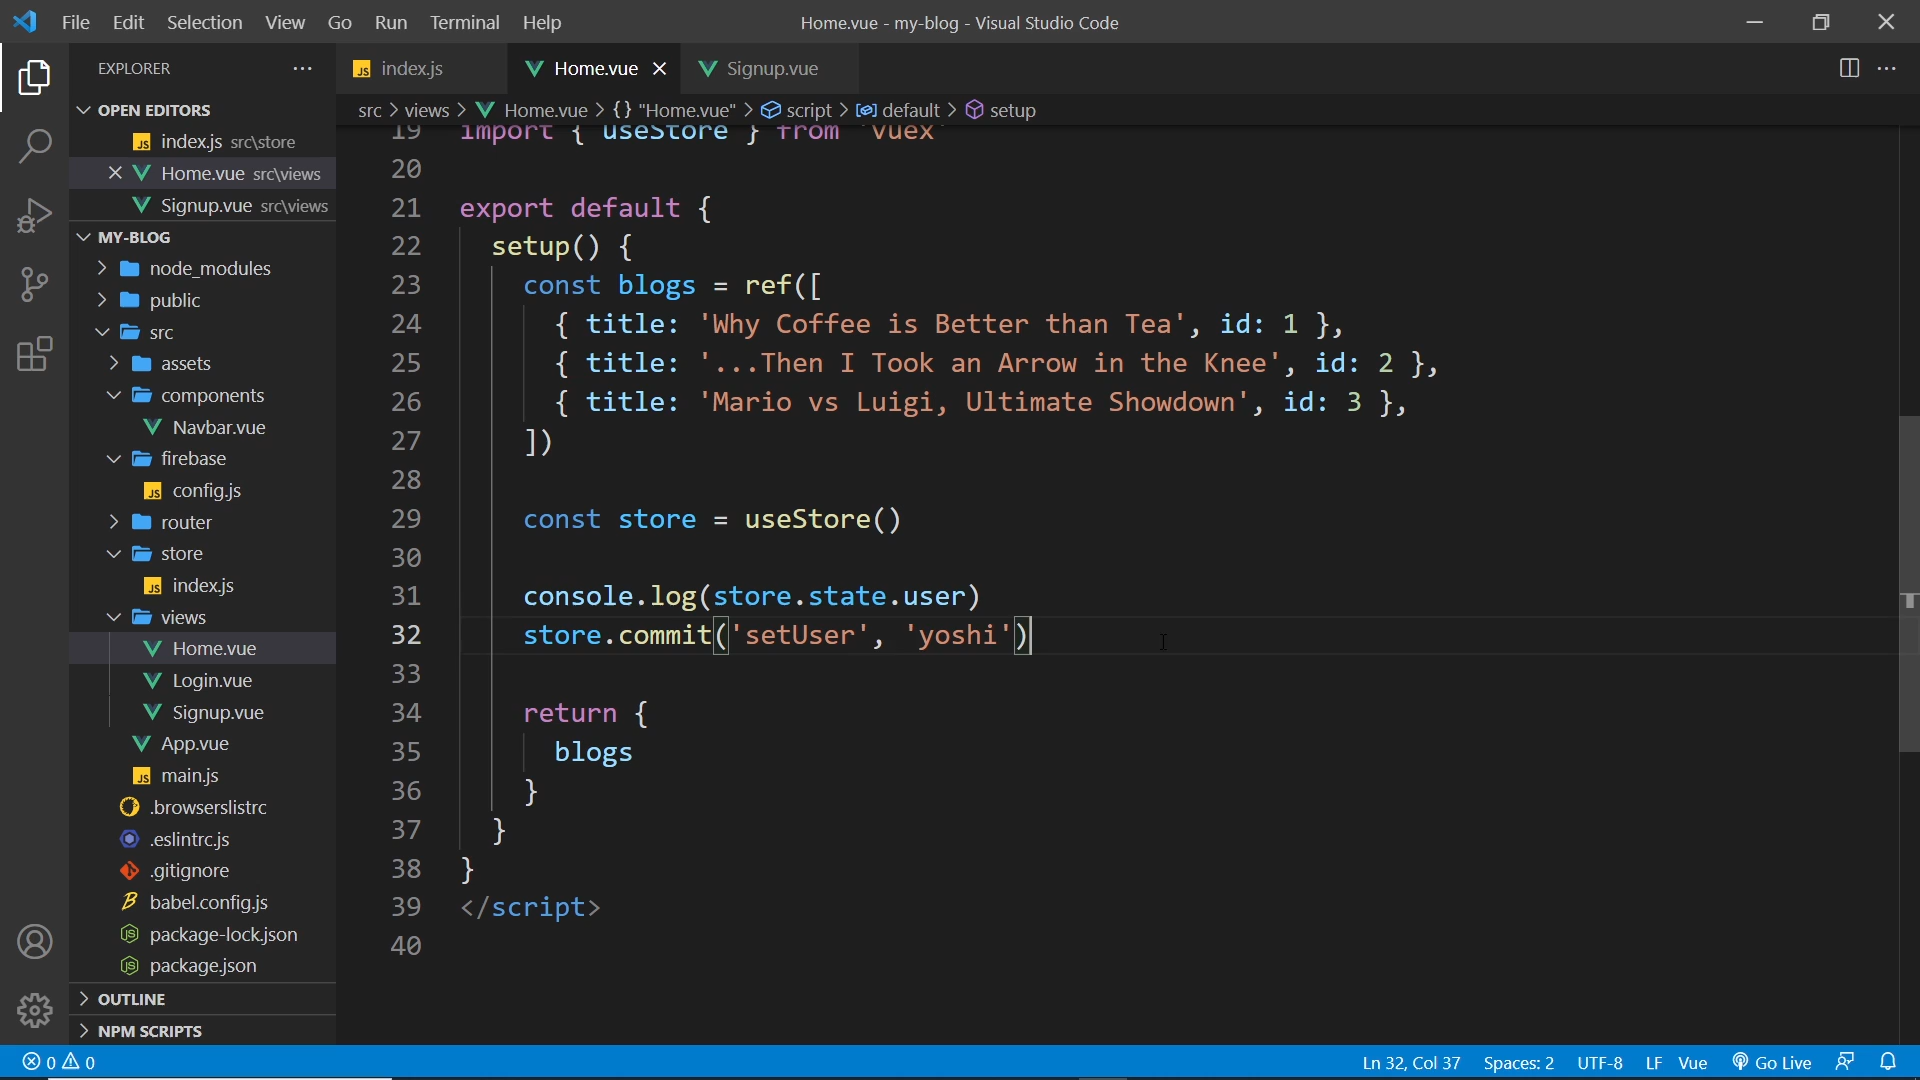 File Edit Selection View Go Run Terminal Help
Home.vue - my-blog - Visual Studio Code
EXPLORER
index.js
Home.vue
Signup.vue
OPEN EDITORS
index.js src\store
Home.vue src\views
Signup.vue src\views
MY-BLOG
node_modules
public
src
assets
components
Navbar.vue
firebase
config.js
router
store
index.js
views
Home.vue
Login.vue
Signup.vue
App.vue
main.js
.browserslistrc
.eslintrc.js
.gitignore
babel.config.js
package-lock.json
package.json
OUTLINE
NPM SCRIPTS
src > views > Home.vue > {} "Home.vue" > script > default > setup
19 import { useStore } from 'vuex'
20
21 export default {
22 setup() {
23 const blogs = ref([
24 { title: 'Why Coffee is Better than Tea', id: 1 },
25 { title: '...Then I Took an Arrow in the Knee', id: 2 },
26 { title: 'Mario vs Luigi, Ultimate Showdown', id: 3 },
27 ])
28
29 const store = useStore()
30
31 console.log(store.state.user)
32 store.commit('setUser', 'yoshi')
33
34 return {
35 blogs
36 }
37 }
38 }
39 </script>
40
0 0
Ln 32, Col 37 Spaces: 2 UTF-8 LF Vue Go Live